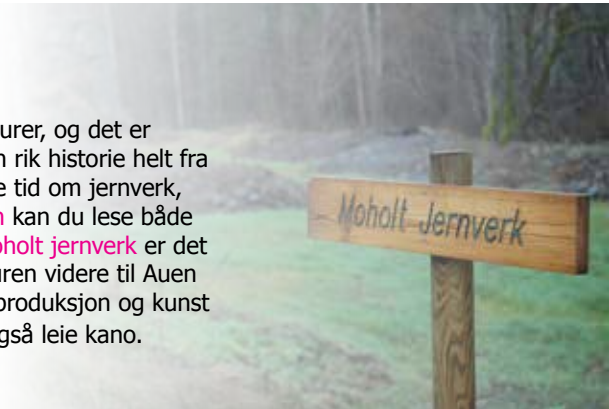 urer, og det er
rik historie helt fra
e tid om jernverk,
kan du lese både
oholt jernverk er det
uren videre til Auen
produksjon og kunst
gså leie kano.
Moholt Jernverk